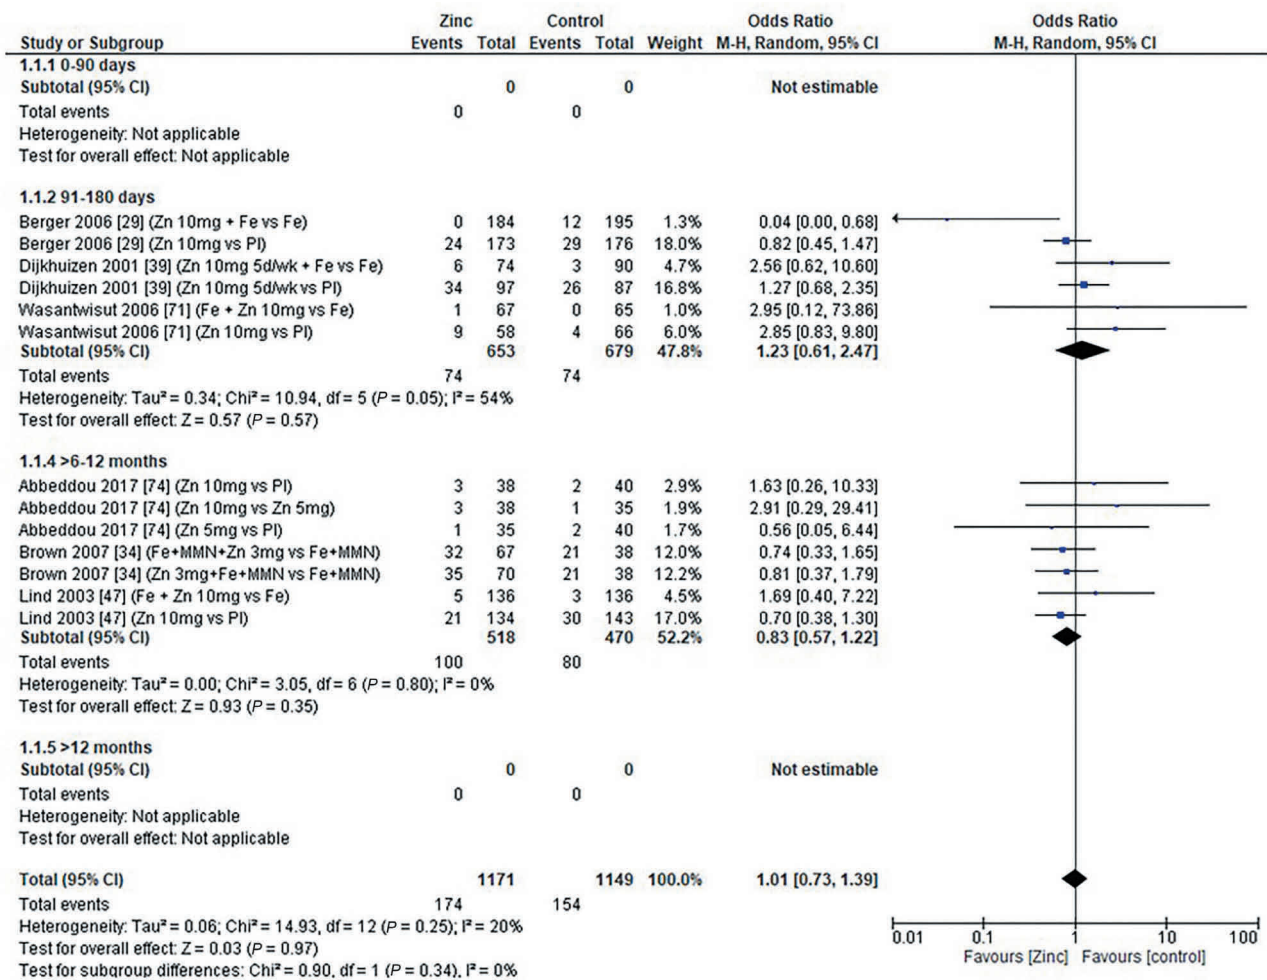 Zinc Control Odds Ratio Odds Ratio
Study or Subgroup Events Total Events Total Weight M-H, Random, 95% CI M-H, Random, 95% CI
1.1.1 0-90 days
Subtotal (95% CI) 0 0 Not estimable
Total events 0 0
Heterogeneity: Not applicable
Test for overall effect: Not applicable
1.1.2 91-180 days
Berger 2006 [29] (Zn 10mg + Fe vs Fe) 0 184 12 195 1.3% 0.04 [0.00, 0.68]
Berger 2006 [29] (Zn 10mg vs Pl) 24 173 29 176 18.0% 0.82 [0.45, 1.47]
Dijkhuizen 2001 [39] (Zn 10mg 5d/wk + Fe vs Fe) 6 74 3 90 4.7% 2.56 [0.62, 10.60]
Dijkhuizen 2001 [39] (Zn 10mg 5d/wk vs Pl) 34 97 26 87 16.8% 1.27 [0.68, 2.35]
Wasantwisut 2006 [71] (Fe + Zn 10mg vs Fe) 1 67 0 65 1.0% 2.95 [0.12, 73.86]
Wasantwisut 2006 [71] (Zn 10mg vs Pl) 9 58 4 66 6.0% 2.85 [0.83, 9.80]
Subtotal (95% CI) 653 679 47.8% 1.23 [0.61, 2.47]
Total events 74 74
Heterogeneity: Tau² = 0.34; Chi² = 10.94, df = 5 (P = 0.05); I² = 54%
Test for overall effect: Z = 0.57 (P = 0.57)
1.1.4 >6-12 months
Abbeddou 2017 [74] (Zn 10mg vs Pl) 3 38 2 40 2.9% 1.63 [0.26, 10.33]
Abbeddou 2017 [74] (Zn 10mg vs Zn 5mg) 3 38 1 35 1.9% 2.91 [0.29, 29.41]
Abbeddou 2017 [74] (Zn 5mg vs Pl) 1 35 2 40 1.7% 0.56 [0.05, 6.44]
Brown 2007 [34] (Fe+MMN+Zn 3mg vs Fe+MMN) 32 67 21 38 12.0% 0.74 [0.33, 1.65]
Brown 2007 [34] (Zn 3mg+Fe+MMN vs Fe+MMN) 35 70 21 38 12.2% 0.81 [0.37, 1.79]
Lind 2003 [47] (Fe + Zn 10mg vs Fe) 5 136 3 136 4.5% 1.69 [0.40, 7.22]
Lind 2003 [47] (Zn 10mg vs Pl) 21 134 30 143 17.0% 0.70 [0.38, 1.30]
Subtotal (95% CI) 518 470 52.2% 0.83 [0.57, 1.22]
Total events 100 80
Heterogeneity: Tau² = 0.00; Chi² = 3.05, df = 6 (P = 0.80); I² = 0%
Test for overall effect: Z = 0.93 (P = 0.35)
1.1.5 >12 months
Subtotal (95% CI) 0 0 Not estimable
Total events 0 0
Heterogeneity: Not applicable
Test for overall effect: Not applicable
Total (95% CI) 1171 1149 100.0% 1.01 [0.73, 1.39]
Total events 174 154
Heterogeneity: Tau² = 0.06; Chi² = 14.93, df = 12 (P = 0.25); I² = 20%
Test for overall effect: Z = 0.03 (P = 0.97)
Test for subgroup differences: Chi² = 0.90, df = 1 (P = 0.34), I² = 0%
0.01 0.1 1 10 100
Favours [Zinc] Favours [control]